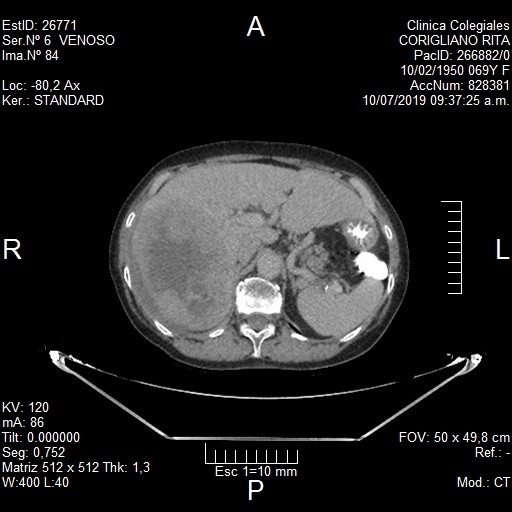 EstID: 26771
Ser.Nº 6 VENOSO
Ima.Nº 84
Loc: -80,2 Ax
Ker.: STANDARD
A
Clinica Colegiales
CORIGLIANO RITA
PacID: 266882/0
10/02/1950 069Y F
AccNum: 828381
10/07/2019 09:37:25 a.m.
R
L
KV: 120
mA: 86
Tilt: 0.000000
Seg: 0,752
Matriz 512 x 512 Thk: 1,3
W:400 L:40
Esc 1=10 mm
P
FOV: 50 x 49,8 cm
Ref.: -
Mod.: CT